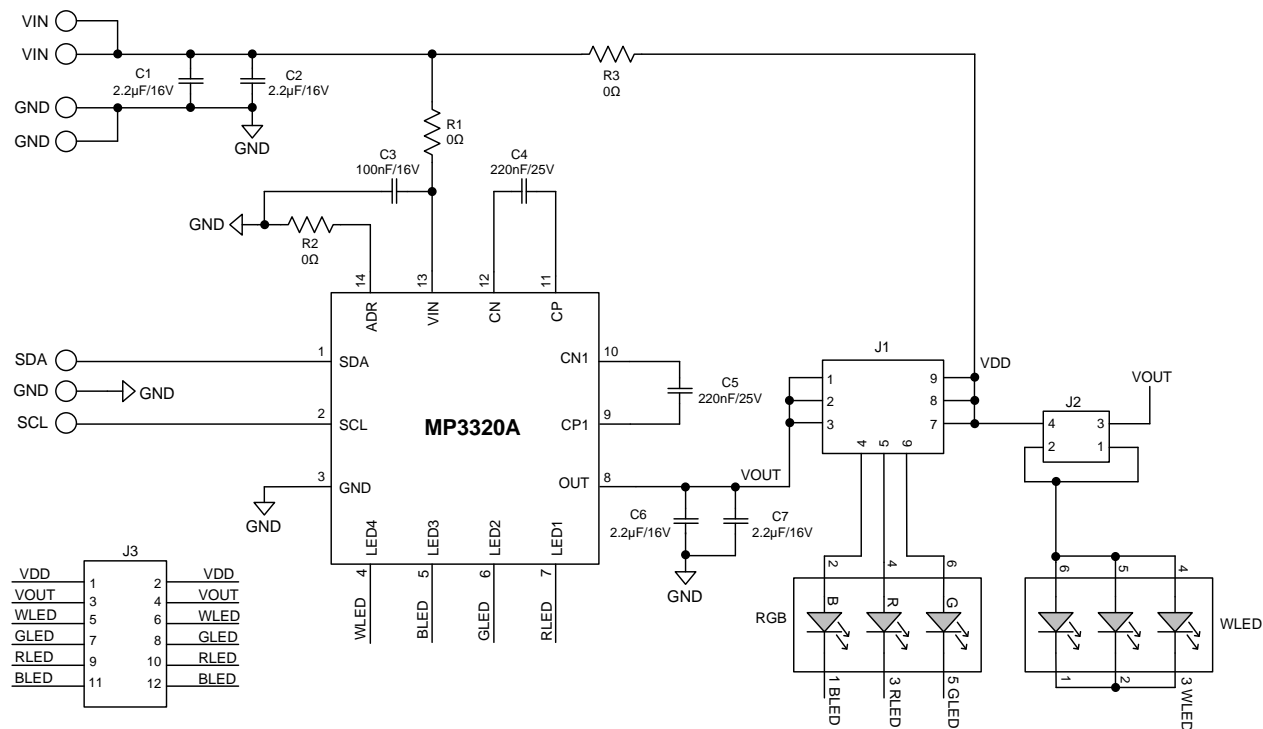 VIN
VIN
C1
2.2µF/16V
C2
2.2µF/16V
R3
0Ω
GND
GND
GND
R1
0Ω
C3
100nF/16V
C4
220nF/25V
GND
R2
0Ω
14
13
12
11
ADR
VIN
CN
CP
SDA
1
SDA
CN1
10
GND
GND
C5
220nF/25V
SCL
2
SCL
MP3320A
CP1
9
3
GND
OUT
8
VOUT
GND
LED4
LED3
LED2
LED1
4
5
6
7
WLED
BLED
GLED
RLED
C6
2.2µF/16V
C7
2.2µF/16V
GND
J1
1
2
3
4
5
6
9
8
7
VDD
J2
4
3
2
1
VOUT
2
4
6
RGB
B
R
G
1 BLED
3 RLED
5 GLED
6
5
4
WLED
1
2
3 WLED
J3
VDD 1 2 VDD
VOUT 3 4 VOUT
WLED 5 6 WLED
GLED 7 8 GLED
RLED 9 10 RLED
BLED 11 12 BLED